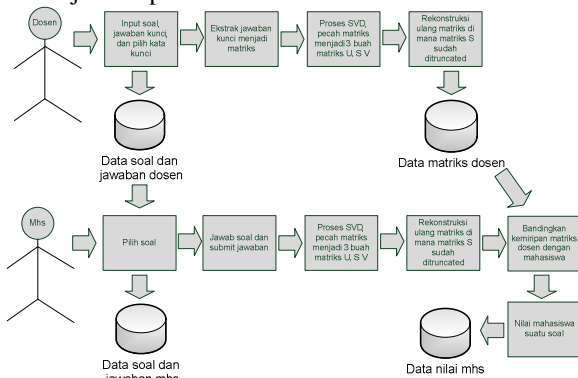 Dosen
Input soal,
jawaban kunci,
dan pilih kata
kunci
Ekstrak jawaban
kunci menjadi
matriks
Proses SVD,
pecah matriks
menjadi 3 buah
matriks U, S V
Rekonstruksi
ulang matriks di
mana matriks S
sudah
ditruncated
Data soal dan
jawaban dosen
Data matriks dosen
Mhs
Pilih soal
Jawab soal dan
submit jawaban
Proses SVD,
pecah matriks
menjadi 3 buah
matriks U, S V
Rekonstruksi
ulang matriks di
mana matriks S
sudah
ditruncated
Bandingkan
kemiripan matriks
dosen dengan
mahasiswa
Nilai mahasiswa
suatu soal
Data soal dan
jawaban mhs
Data nilai mhs